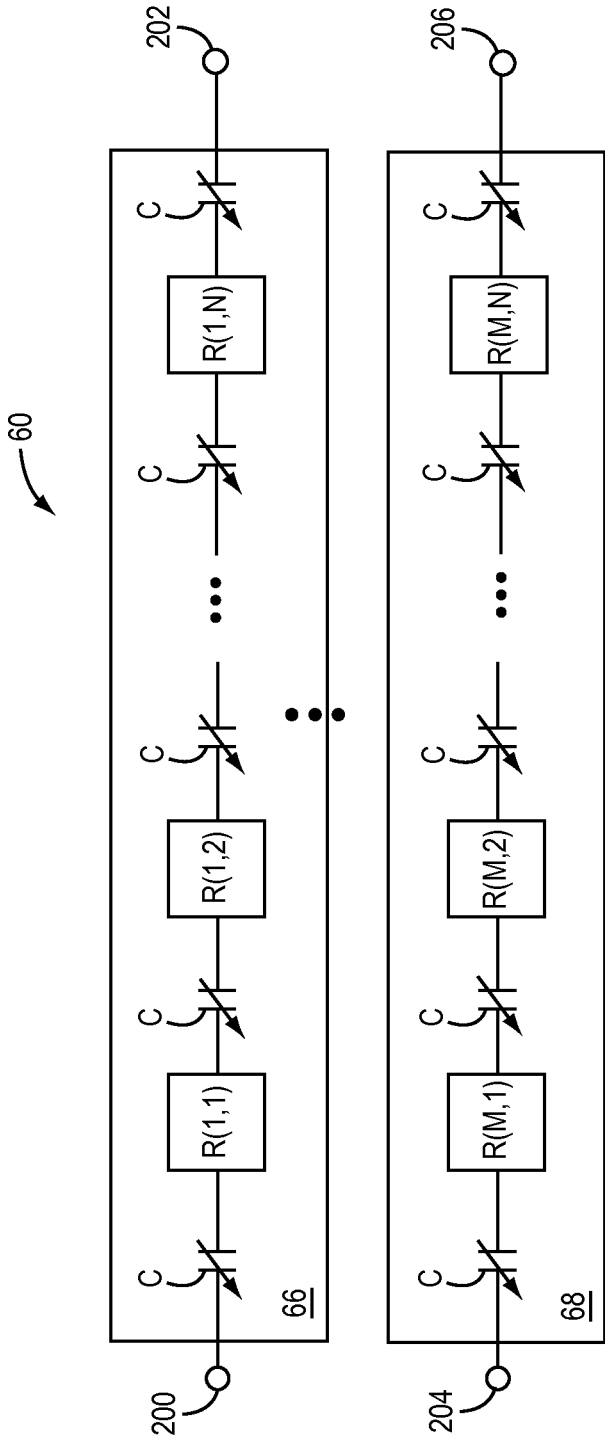 60
C C C C C
200 R(1,1) R(1,2) ••• R(1,N) 202
66
•••
C C C C C
204 R(M,1) R(M,2) ••• R(M,N) 206
68